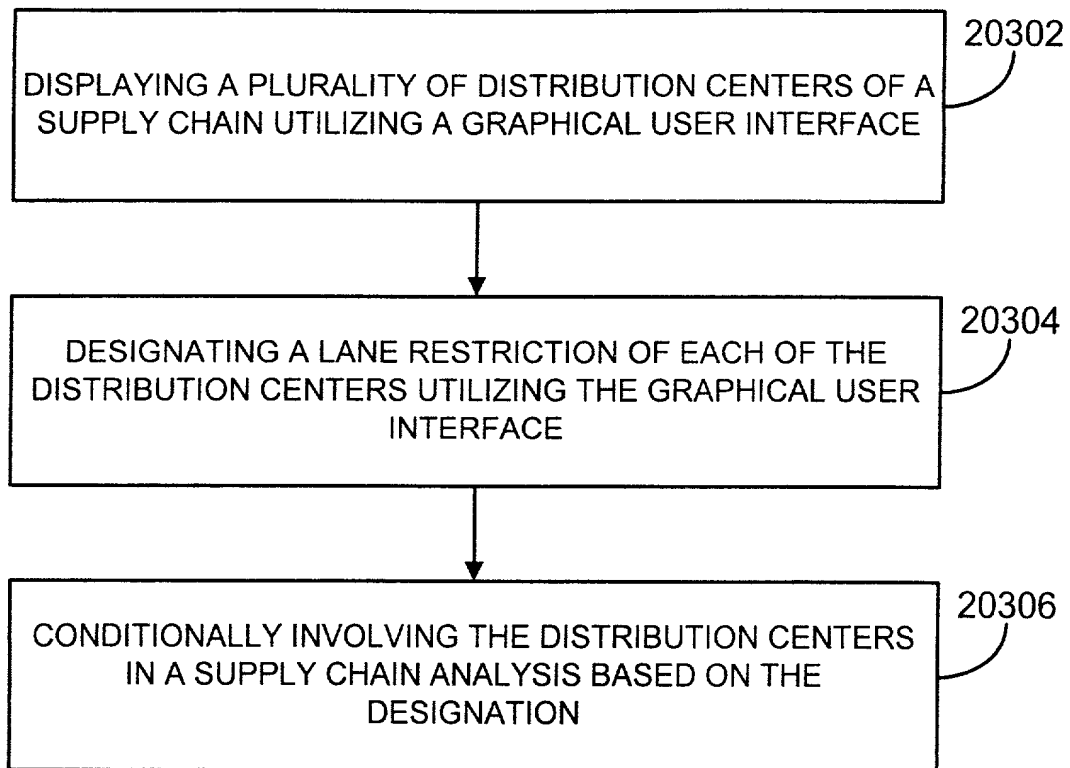 20302
DISPLAYING A PLURALITY OF DISTRIBUTION CENTERS OF A
SUPPLY CHAIN UTILIZING A GRAPHICAL USER INTERFACE
20304
DESIGNATING A LANE RESTRICTION OF EACH OF THE
DISTRIBUTION CENTERS UTILIZING THE GRAPHICAL USER
INTERFACE
20306
CONDITIONALLY INVOLVING THE DISTRIBUTION CENTERS
IN A SUPPLY CHAIN ANALYSIS BASED ON THE
DESIGNATION